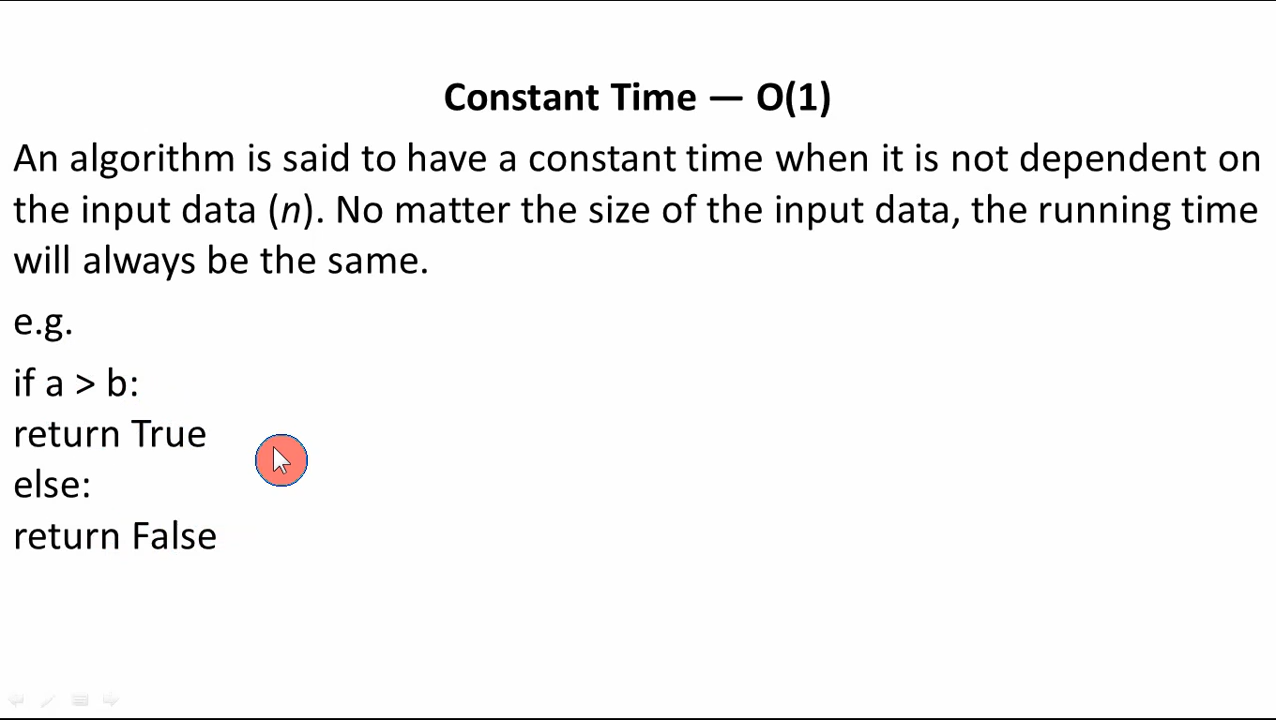 Constant Time — O(1)
An algorithm is said to have a constant time when it is not dependent on
the input data (n). No matter the size of the input data, the running time
will always be the same.
e.g.
if a > b:
return True
else:
return False